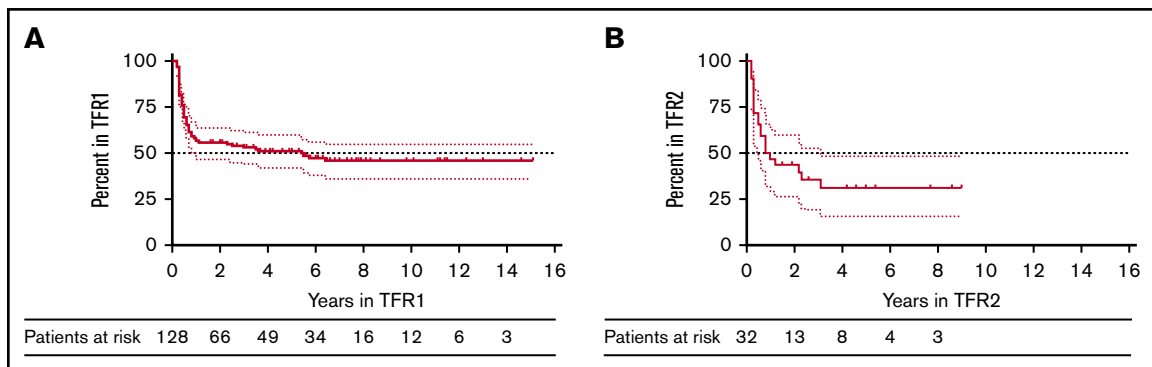 A
Percent in TFR1
100
75
50
25
0
0 2 4 6 8 10 12 14 16
Years in TFR1
Patients at risk 128 66 49 34 16 12 6 3
B
Percent in TFR2
100
75
50
25
0
0 2 4 6 8 10 12 14 16
Years in TFR2
Patients at risk 32 13 8 4 3